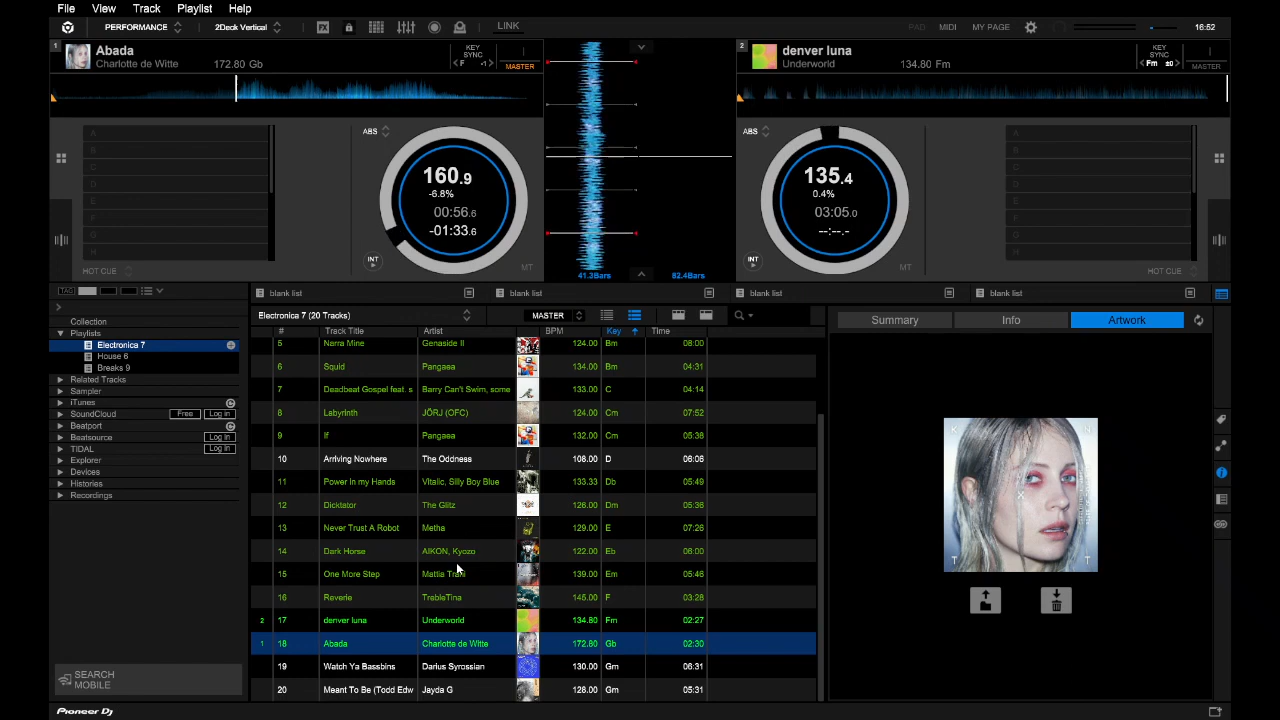 File View Track Playlist Help
PERFORMANCE 2Deck Vertical FX LINK PAD MIDI MY PAGE 16:52
1 Abada
Charlotte de Witte 172.80 Gb
KEY SYNC
< F -1 >
MASTER
2 denver luna
Underworld 134.80 Fm
KEY SYNC
< Fm ±0 >
MASTER
A
B
C
D
E
F
G
H
HOT CUE
ABS
160.9
-6.8%
00:56.6
-01:33.6
INT
MT
41.3Bars 82.4Bars
ABS
135.4
0.4%
03:05.0
--:--.-
INT
MT
A
B
C
D
E
F
G
H
HOT CUE
TAG
blank list blank list blank list blank list
Collection
Playlists
Electronica 7
House 6
Breaks 9
Related Tracks
Sampler
iTunes
SoundCloud Free Log in
Beatport
Beatsource Log in
TIDAL Log in
Explorer
Devices
Histories
Recordings
SEARCH
MOBILE
Electronica 7 (20 Tracks) MASTER
# Track Title Artist BPM Key Time
5 Narra Mine Genaside II 124.00 Bm 08:00
6 Squid Pangaea 134.00 Bm 04:31
7 Deadbeat Gospel feat. s Barry Can't Swim, some 133.00 C 04:14
8 Labyrinth JÖRJ (OFC) 124.00 Cm 07:52
9 If Pangaea 132.00 Cm 05:38
10 Arriving Nowhere The Oddness 108.00 D 06:06
11 Power In my Hands Vitalic, Silly Boy Blue 133.33 Db 05:49
12 Dicktator The Glitz 126.00 Dm 05:36
13 Never Trust A Robot Metha 129.00 E 07:26
14 Dark Horse AIKON, Kyozo 122.00 Eb 06:00
15 One More Step Mattia Trani 139.00 Em 05:46
16 Reverie TrebleTina 145.00 F 03:28
2 17 denver luna Underworld 134.80 Fm 02:27
1 18 Abada Charlotte de Witte 172.80 Gb 02:30
19 Watch Ya Bassbins Darius Syrossian 130.00 Gm 06:31
20 Meant To Be (Todd Edw Jayda G 128.00 Gm 05:31
Summary Info Artwork
K N
X
T T
Pioneer Dj